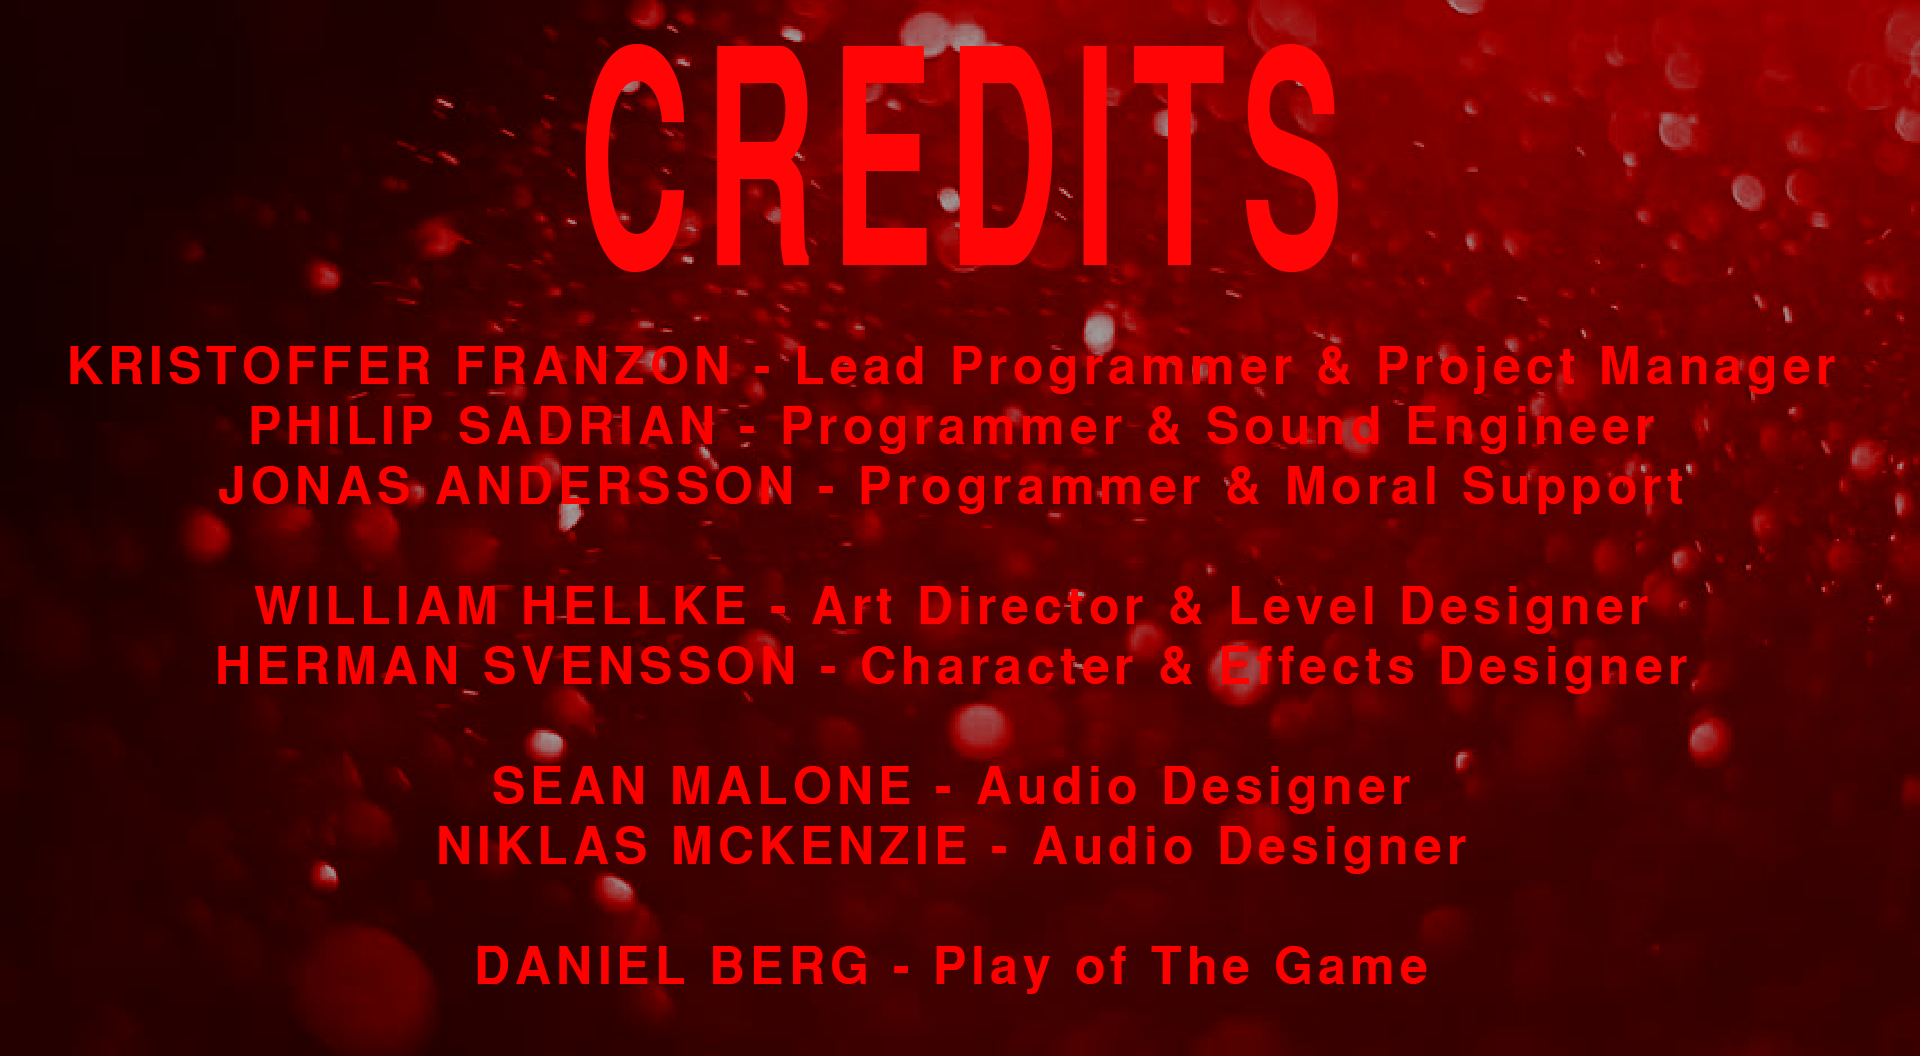 CREDITS
KRISTOFFER FRANZON - Lead Programmer & Project Manager
PHILIP SADRIAN - Programmer & Sound Engineer
JONAS ANDERSSON - Programmer & Moral Support
WILLIAM HELLKE - Art Director & Level Designer
HERMAN SVENSSON - Character & Effects Designer
SEAN MALONE - Audio Designer
NIKLAS MCKENZIE - Audio Designer
DANIEL BERG - Play of The Game